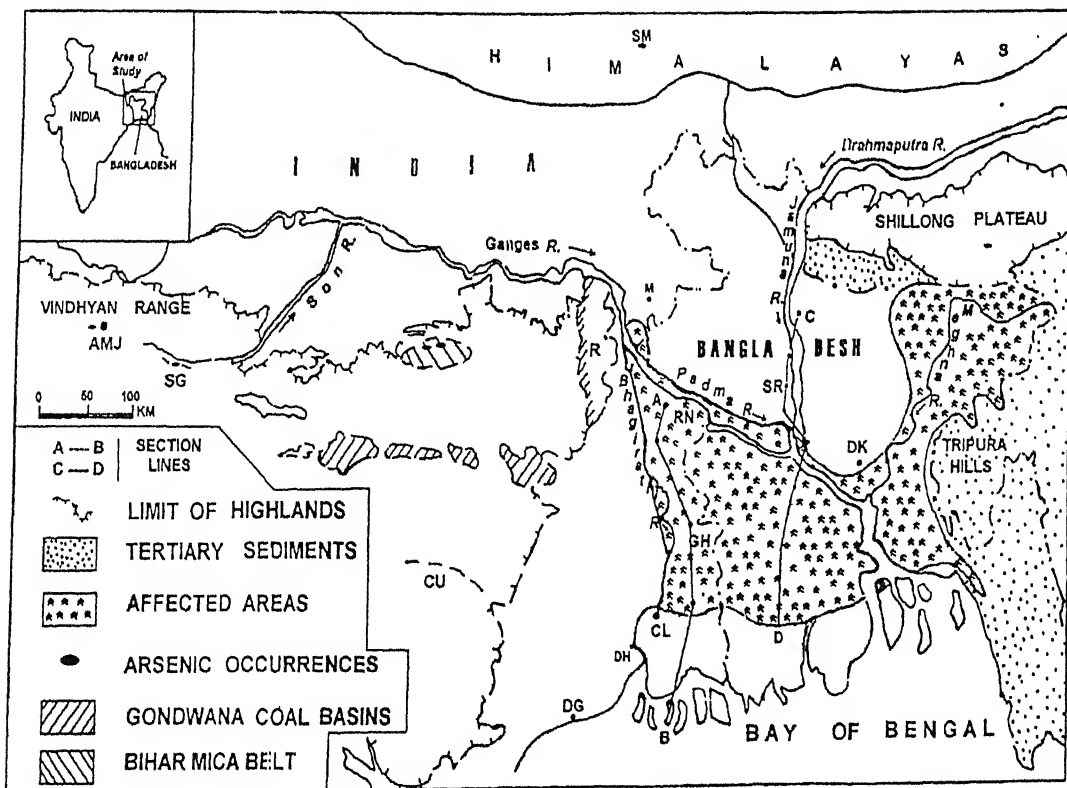 Area of
Study
INDIA
BANGLADESH
SM
H I M A L A Y A S
I N D I A
Brahmaputra R.
SHILLONG PLATEAU
Jamuna R.
Ganges R.
Son R.
VINDHYAN RANGE
AMJ
SG
M
R
C
BANGLA DESH
Padma R.
SR
Meghna R.
Bhagirathi R.
A
RN
DK
TRIPURA
HILLS
GH
CU
CL
D
DH
DG
B
BAY OF BENGAL
0 50 100
KM
A --- B
C --- D
SECTION
LINES
LIMIT OF HIGHLANDS
TERTIARY SEDIMENTS
AFFECTED AREAS
ARSENIC OCCURRENCES
GONDWANA COAL BASINS
BIHAR MICA BELT